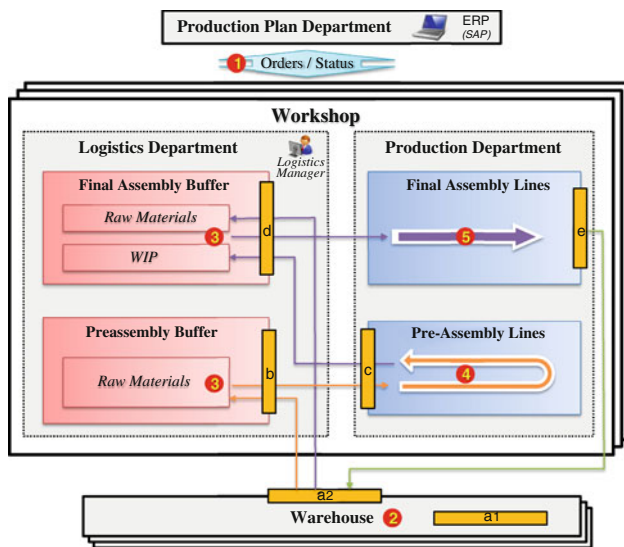 Production Plan Department
ERP
(SAP)
1 Orders / Status
Workshop
Logistics Department
Logistics
Manager
Production Department
Final Assembly Buffer
Raw Materials
3
WIP
d
Final Assembly Lines
5
e
Preassembly Buffer
Raw Materials 3
b
Pre-Assembly Lines
c
4
a2
Warehouse 2
a1